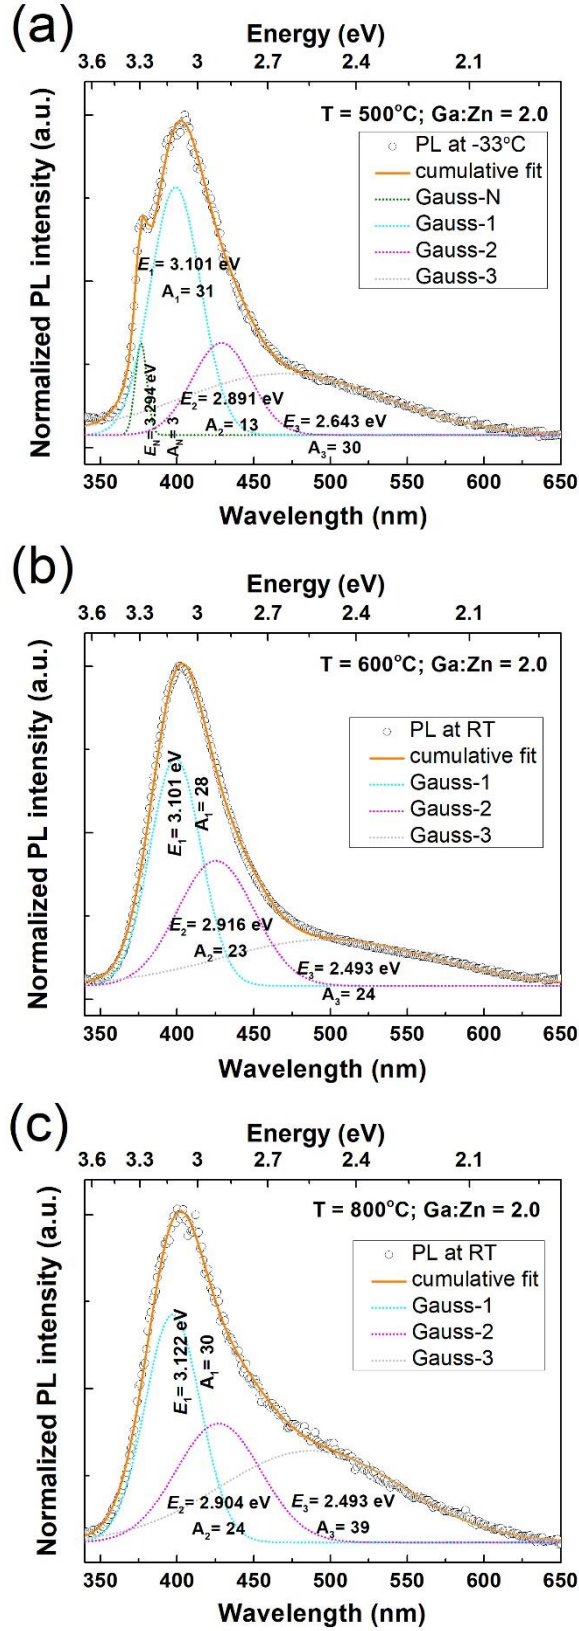 (a)
Energy (eV)
3.6 3.3 3 2.7 2.4 2.1
T = 500°C; Ga:Zn = 2.0
PL at -33°C
cumulative fit
Gauss-N
Gauss-1
Gauss-2
Gauss-3
E₁= 3.101 eV
A₁= 31
E_N= 3.294 eV
A_N= 3
E₂= 2.891 eV
A₂= 13
E₃= 2.643 eV
A₃= 30
Normalized PL intensity (a.u.)
350 400 450 500 550 600 650
Wavelength (nm)
(b)
Energy (eV)
3.6 3.3 3 2.7 2.4 2.1
T = 600°C; Ga:Zn = 2.0
PL at RT
cumulative fit
Gauss-1
Gauss-2
Gauss-3
E₁= 3.101 eV
A₁= 28
E₂= 2.916 eV
A₂= 23
E₃= 2.493 eV
A₃= 24
Normalized PL intensity (a.u.)
350 400 450 500 550 600 650
Wavelength (nm)
(c)
Energy (eV)
3.6 3.3 3 2.7 2.4 2.1
T = 800°C; Ga:Zn = 2.0
PL at RT
cumulative fit
Gauss-1
Gauss-2
Gauss-3
E₁= 3.122 eV
A₁= 30
E₂= 2.904 eV
A₂= 24
E₃= 2.493 eV
A₃= 39
Normalized PL intensity (a.u.)
350 400 450 500 550 600 650
Wavelength (nm)